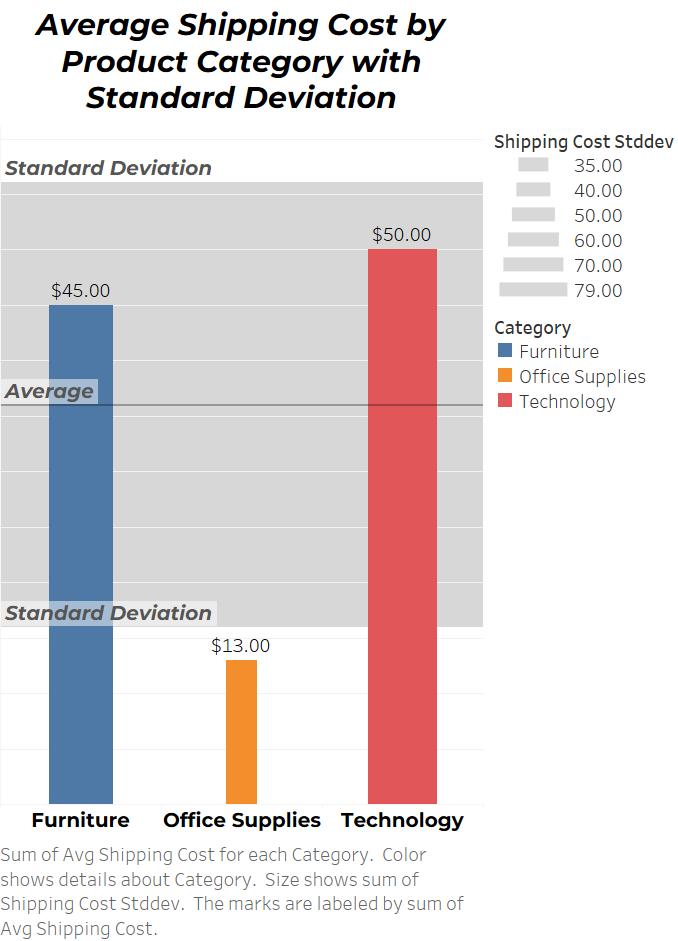 Average Shipping Cost by
Product Category with
Standard Deviation
Standard Deviation
$50.00
$45.00
Average
Standard Deviation
$13.00
Furniture
Office Supplies
Technology
Shipping Cost Stddev
35.00
40.00
50.00
60.00
70.00
79.00
Category
Furniture
Office Supplies
Technology
Sum of Avg Shipping Cost for each Category.  Color
shows details about Category.  Size shows sum of
Shipping Cost Stddev.  The marks are labeled by sum of
Avg Shipping Cost.